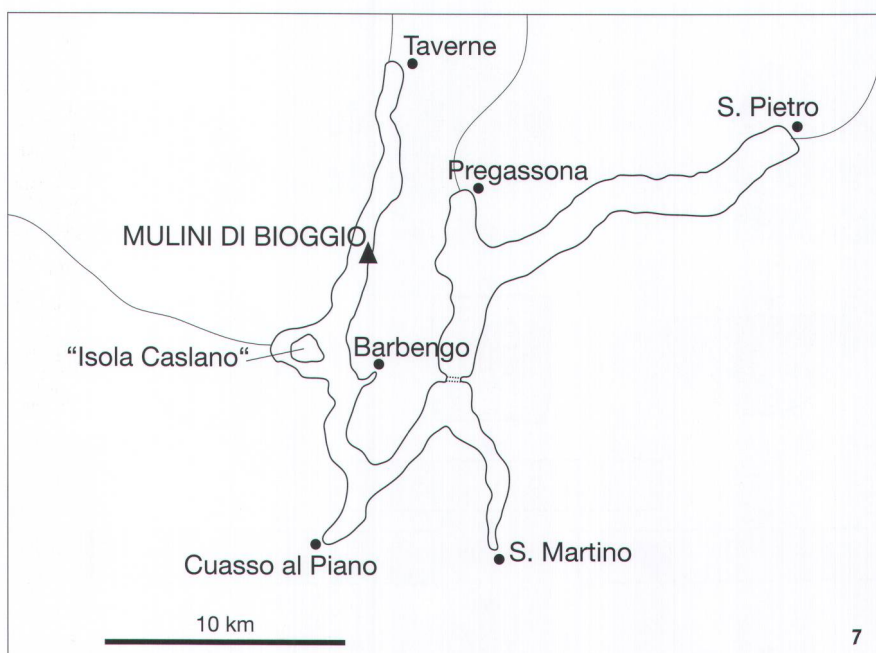 Taverne
S. Pietro
Pregassona
MULINI DI BIOGGIO
"Isola Caslano"
Barbengo
Cuasso al Piano
S. Martino
10 km
7